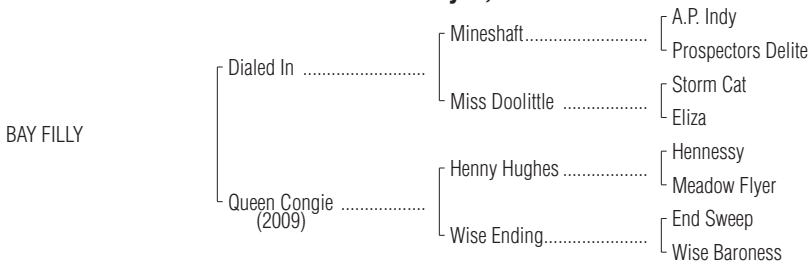 A.P. Indy
Mineshaft..........................
Prospectors Delite
Dialed In ..........................
Storm Cat
Miss Doolittle ..................
Eliza
BAY FILLY
Hennessy
Henny Hughes ..................
Meadow Flyer
Queen Congie ..................
(2009)
End Sweep
Wise Ending......................
Wise Baroness